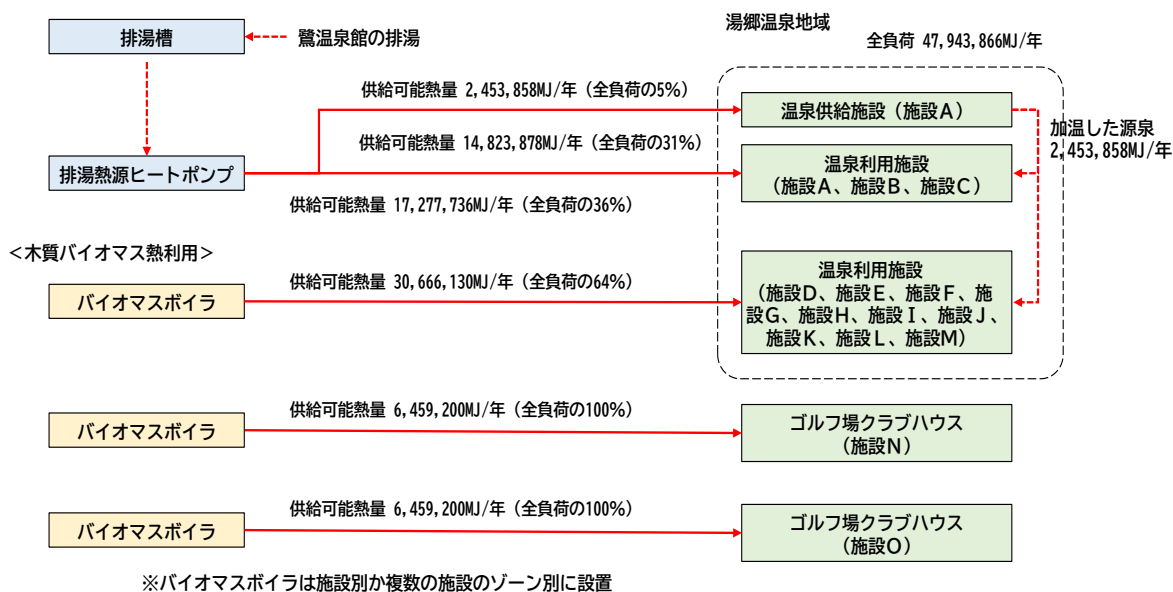 排湯槽
鷺温泉館の排湯
湯郷温泉地域
全負荷 47,943,866MJ/年
供給可能熱量 2,453,858MJ/年（全負荷の5%）
温泉供給施設（施設Ａ）
加温した源泉
2,453,858MJ/年
供給可能熱量 14,823,878MJ/年（全負荷の31%）
排湯熱源ヒートポンプ
温泉利用施設
（施設Ａ、施設Ｂ、施設Ｃ）
供給可能熱量 17,277,736MJ/年（全負荷の36%）
＜木質バイオマス熱利用＞
供給可能熱量 30,666,130MJ/年（全負荷の64%）
バイオマスボイラ
温泉利用施設
（施設Ｄ、施設Ｅ、施設Ｆ、施
設Ｇ、施設Ｈ、施設Ｉ、施設Ｊ、
施設Ｋ、施設Ｌ、施設Ｍ）
供給可能熱量 6,459,200MJ/年（全負荷の100%）
バイオマスボイラ
ゴルフ場クラブハウス
（施設Ｎ）
供給可能熱量 6,459,200MJ/年（全負荷の100%）
バイオマスボイラ
ゴルフ場クラブハウス
（施設Ｏ）
※バイオマスボイラは施設別か複数の施設のゾーン別に設置